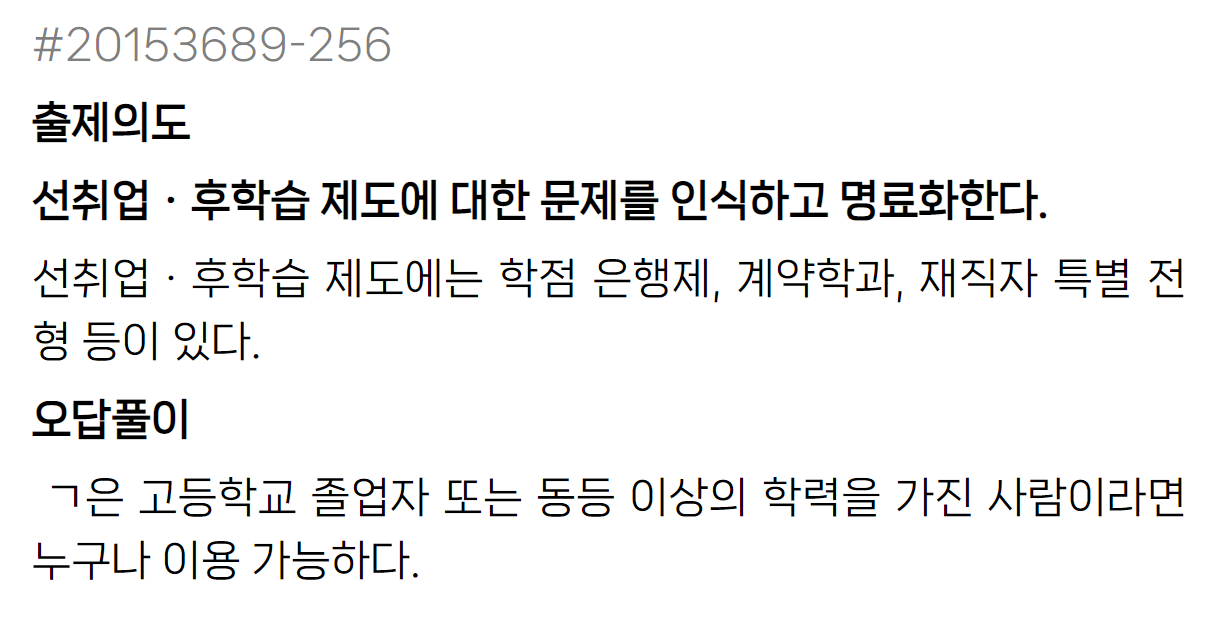 #20153689-256
출제의도
선취업 · 후학습 제도에 대한 문제를 인식하고 명료화한다.
선취업 · 후학습 제도에는 학점 은행제, 계약학과, 재직자 특별 전
형 등이 있다.
오답풀이
ㄱ은 고등학교 졸업자 또는 동등 이상의 학력을 가진 사람이라면
누구나 이용 가능하다.